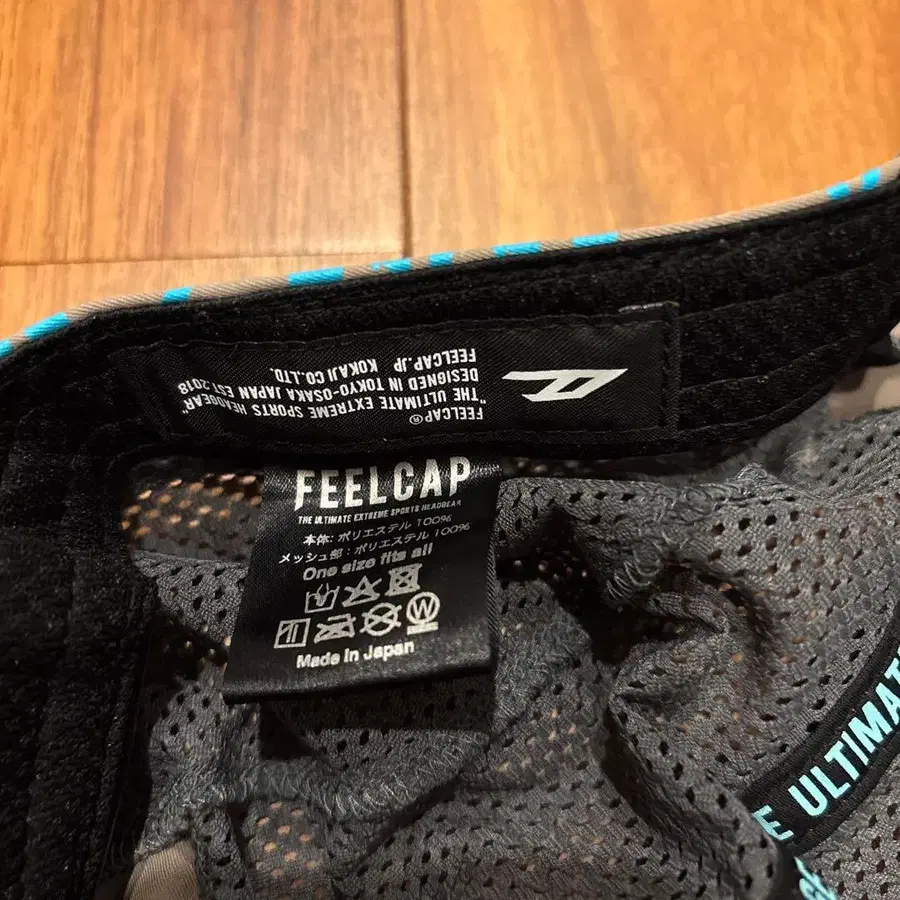 FEELCAP®
"THE ULTIMATE EXTREME SPORTS HEADGEAR"
DESIGNED IN TOKYO-OSAKA JAPAN EST.2018
FEELCAP.JP KOKAJI CO.LTD.
FEELCAP
THE ULTIMATE EXTREME SPORTS HEADGEAR
本体: ポリエステル 100%
メッシュ部: ポリエステル 100%
One size fits all
W
Made in Japan
E ULTIMAT